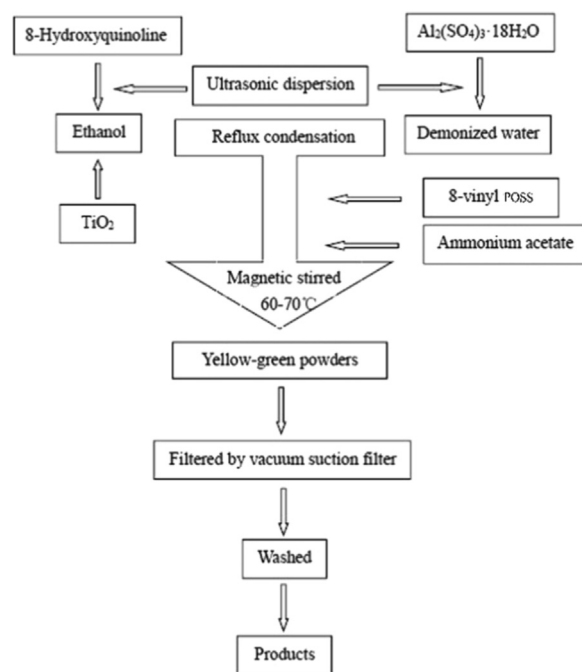 8-Hydroxyquinoline
Al₂(SO₄)₃·18H₂O
Ultrasonic dispersion
Ethanol
Reflux condensation
Demonized water
TiO₂
8-vinyl POSS
Ammonium acetate
Magnetic stirred
60-70℃
Yellow-green powders
Filtered by vacuum suction filter
Washed
Products